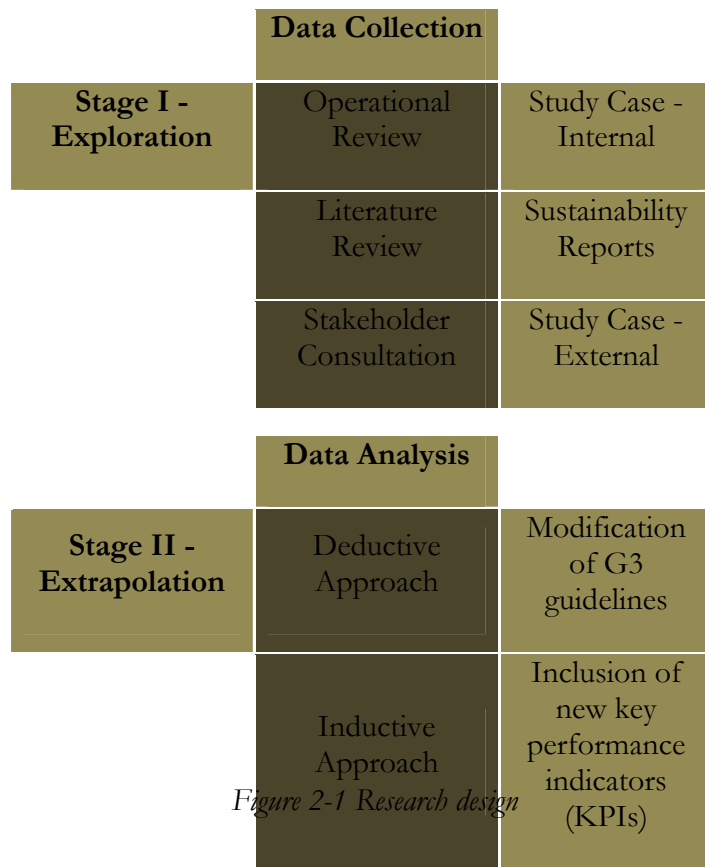 Data Collection
Stage I -
Exploration
Operational
Review
Study Case -
Internal
Literature
Review
Sustainability
Reports
Stakeholder
Consultation
Study Case -
External
Data Analysis
Stage II -
Extrapolation
Deductive
Approach
Modification
of G3
guidelines
Inductive
Approach
Inclusion of
new key
performance
indicators
(KPIs)
Figure 2-1 Research design